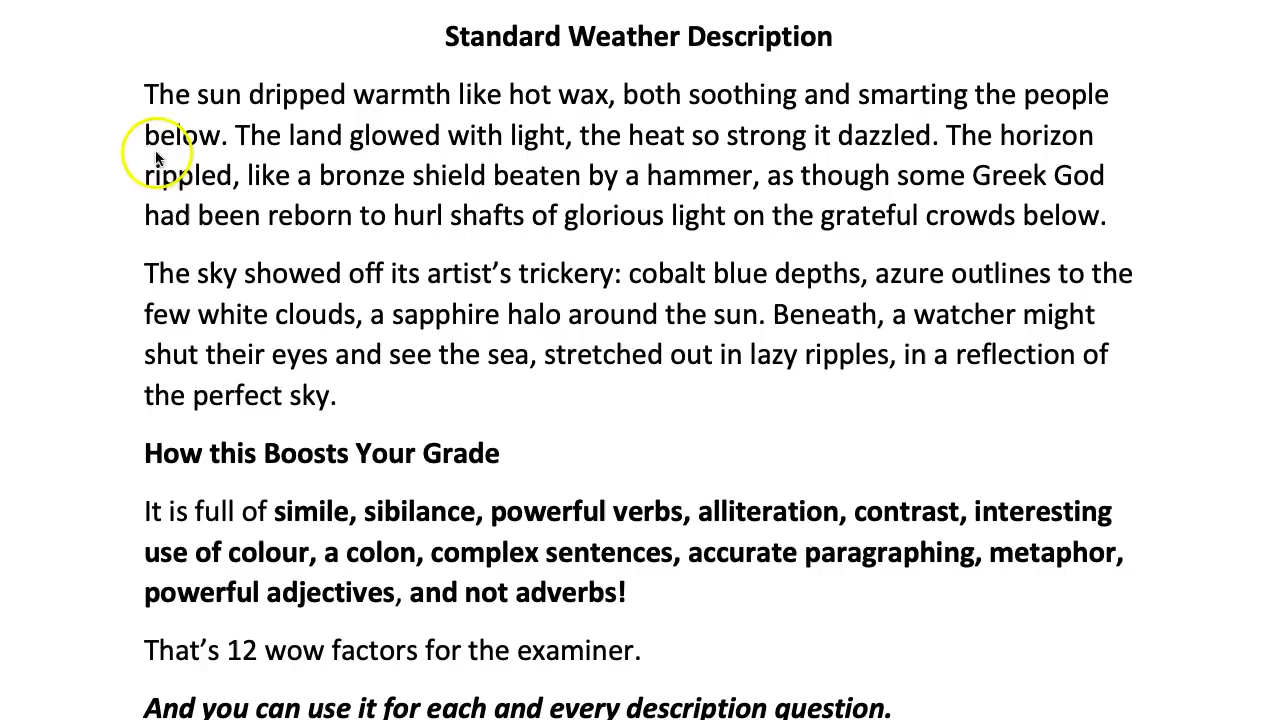 Standard Weather Description
The sun dripped warmth like hot wax, both soothing and smarting the people
below. The land glowed with light, the heat so strong it dazzled. The horizon
rippled, like a bronze shield beaten by a hammer, as though some Greek God
had been reborn to hurl shafts of glorious light on the grateful crowds below.
The sky showed off its artist’s trickery: cobalt blue depths, azure outlines to the
few white clouds, a sapphire halo around the sun. Beneath, a watcher might
shut their eyes and see the sea, stretched out in lazy ripples, in a reflection of
the perfect sky.
How this Boosts Your Grade
It is full of simile, sibilance, powerful verbs, alliteration, contrast, interesting
use of colour, a colon, complex sentences, accurate paragraphing, metaphor,
powerful adjectives, and not adverbs!
That’s 12 wow factors for the examiner.
And you can use it for each and every description question.